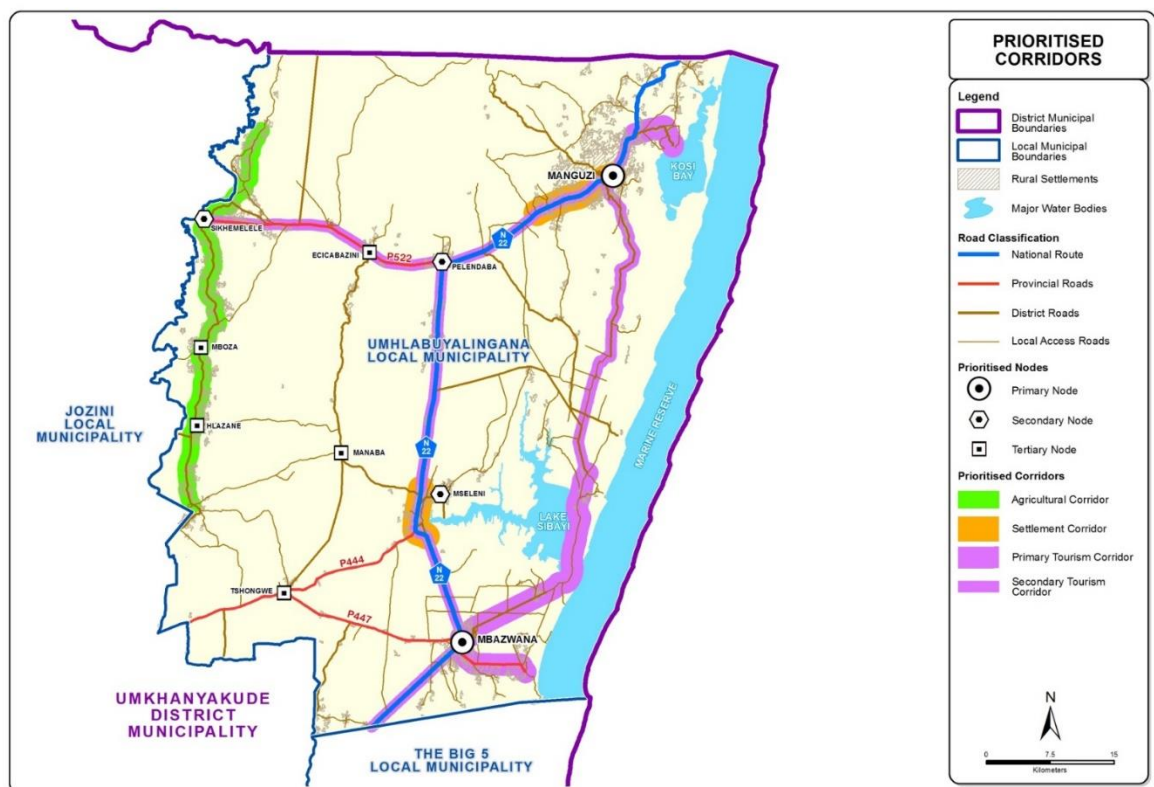 PRIORITISED
CORRIDORS
Legend
District Municipal
Boundaries
Local Municipal
Boundaries
Rural Settlements
Major Water Bodies
Road Classification
National Route
Provincial Roads
District Roads
Local Access Roads
Prioritised Nodes
Primary Node
Secondary Node
Tertiary Node
Prioritised Corridors
Agricultural Corridor
Settlement Corridor
Primary Tourism Corridor
Secondary Tourism
Corridor
N
0 7.5 15
Kilometers
MANGUZI
KOSI
BAY
SIKHEMELELE
ECICABAZINI
P522
N
22
PELENDABA
UMHLABUYALINGANA
LOCAL MUNICIPALITY
MBOZA
JOZINI
LOCAL
MUNICIPALITY
HLAZANE
MANABA
N
22
MSELENI
MARINE RESERVE
LAKE
SIBAYI
P444
N
22
TSHONGWE
P447
MBAZWANA
UMKHANYAKUDE
DISTRICT
MUNICIPALITY
THE BIG 5
LOCAL MUNICIPALITY